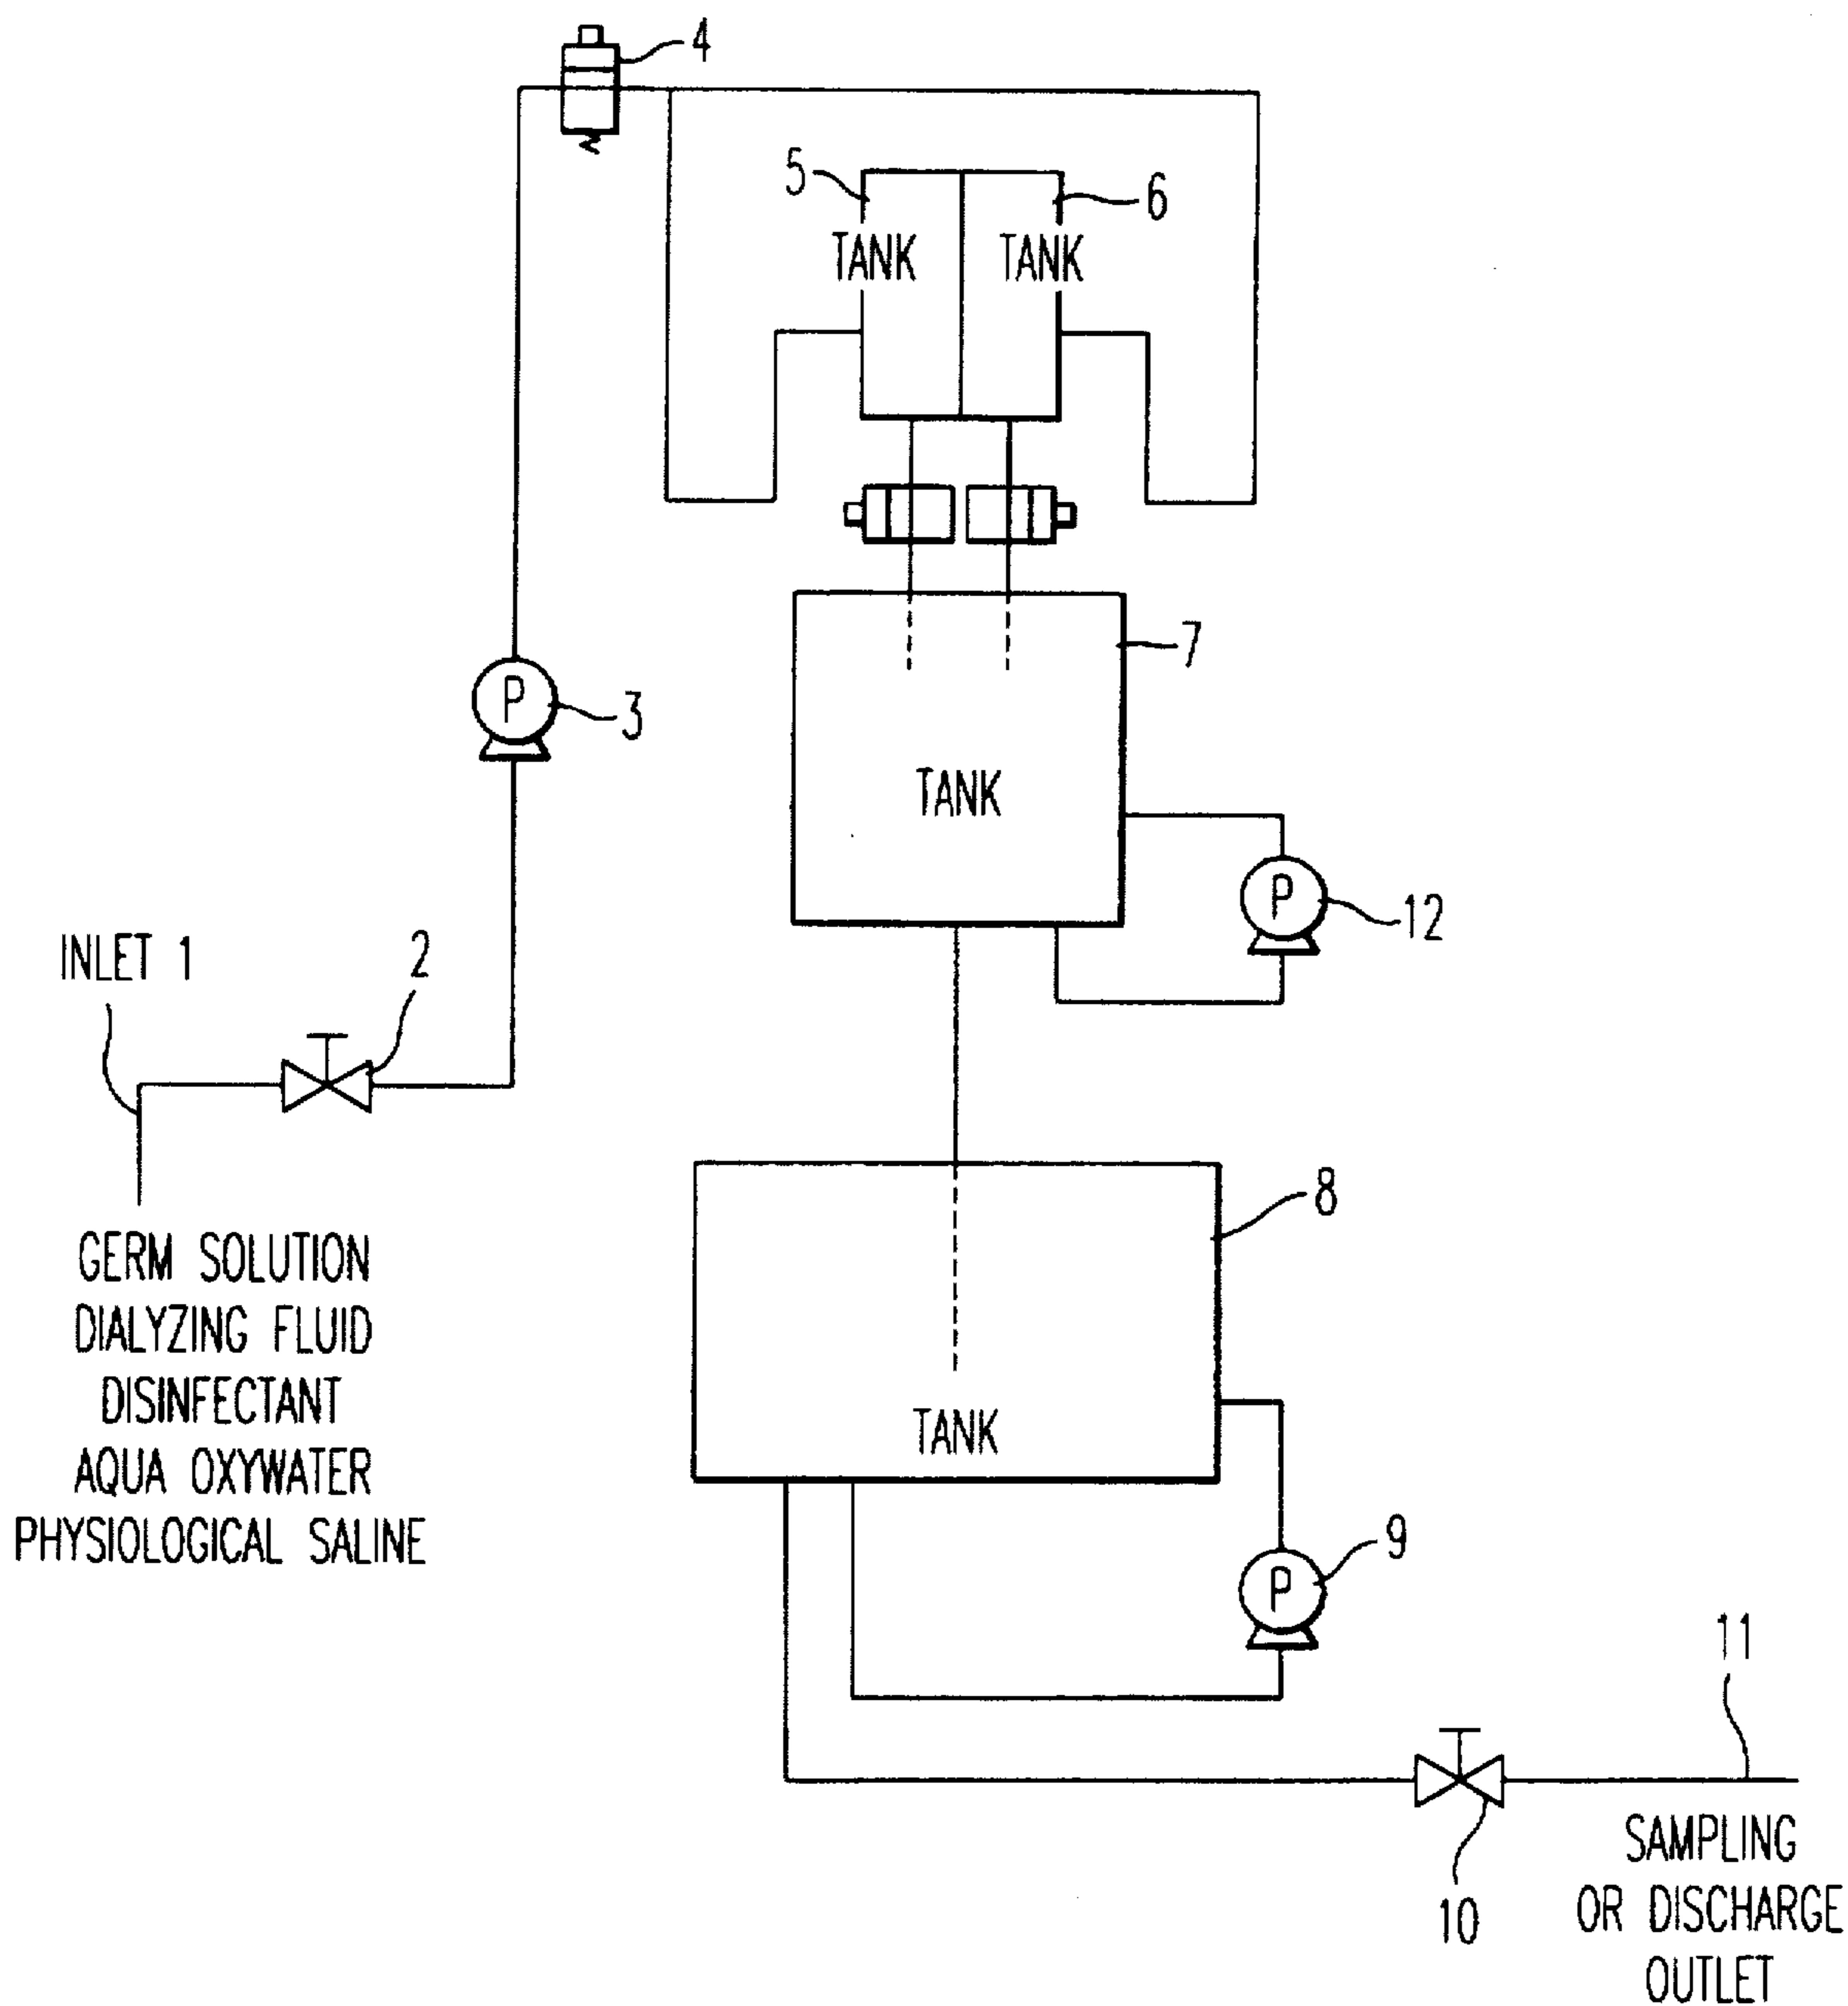 4
5
6
TANK
TANK
7
P
3
TANK
P
12
INLET 1
2
8
GERM SOLUTION
DIALYZING FLUID
DISINFECTANT
AQUA OXYWATER
PHYSIOLOGICAL SALINE
TANK
9
P
11
10
SAMPLING
OR DISCHARGE
OUTLET